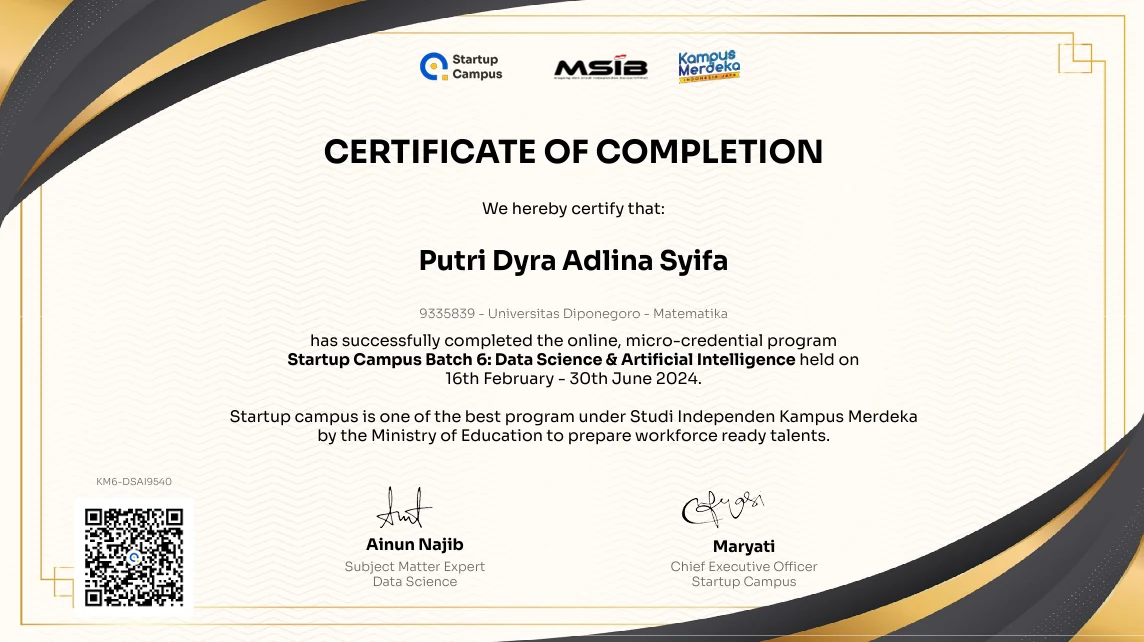 Startup
Campus
MSIB
Kampus
Merdeka
INDONESIA JAYA
CERTIFICATE OF COMPLETION
We hereby certify that:
Putri Dyra Adlina Syifa
9335839 - Universitas Diponegoro - Matematika
has successfully completed the online, micro-credential program
Startup Campus Batch 6: Data Science & Artificial Intelligence held on
16th February - 30th June 2024.
Startup campus is one of the best program under Studi Independen Kampus Merdeka
by the Ministry of Education to prepare workforce ready talents.
KM6-DSAI9540
Ainun Najib
Subject Matter Expert
Data Science
Maryati
Chief Executive Officer
Startup Campus